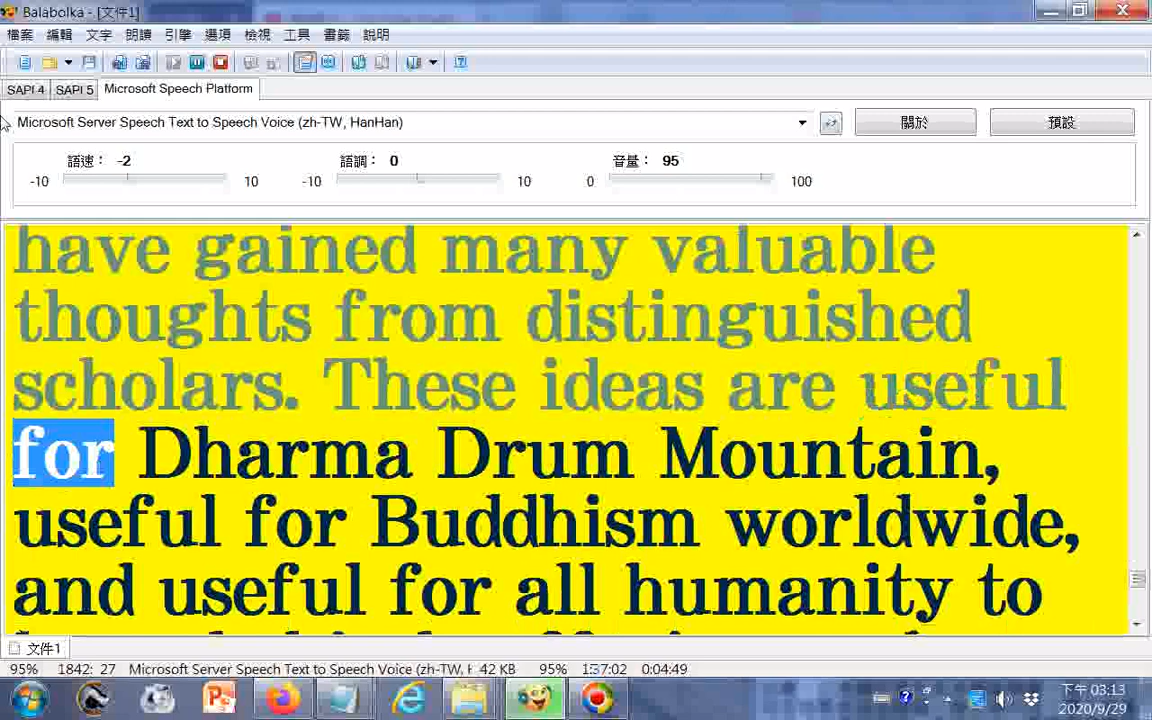 Balabolka - [文件1]
檔案 編輯 文字 朗讀 引擎 選項 檢視 工具 書籤 說明
SAPI 4 SAPI 5 Microsoft Speech Platform
Microsoft Server Speech Text to Speech Voice (zh-TW, HanHan) 關於 預設
語速： -2 語調： 0 音量： 95
-10 10 -10 10 0 100
have gained many valuable
thoughts from distinguished
scholars. These ideas are useful
for Dharma Drum Mountain,
useful for Buddhism worldwide,
and useful for all humanity to
文件1
95% 1842: 27 Microsoft Server Speech Text to Speech Voice (zh-TW, 42 KB 95% 1:37:02 0:04:49
下午 03:13
2020/9/29